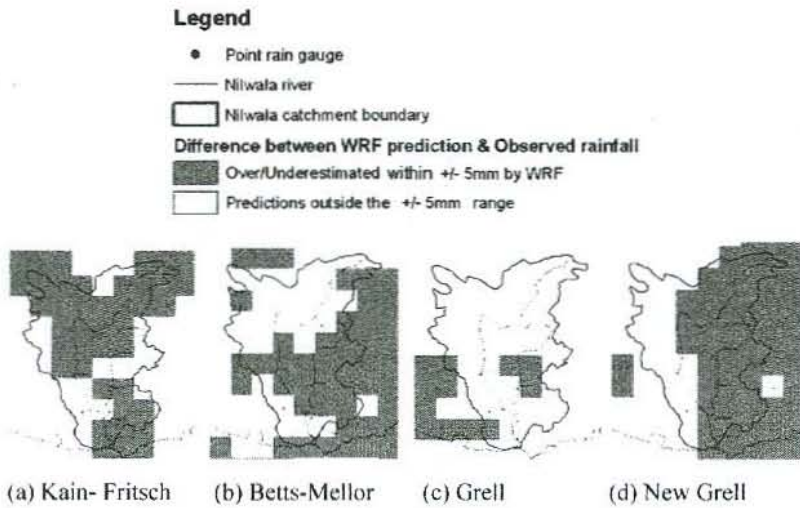 Legend
Point rain gauge
Nilwala river
Nilwala catchment boundary
Difference between WRF prediction & Observed rainfall
Over/Underestimated within +/- 5mm by WRF
Predictions outside the +/- 5mm range
(a) Kain- Fritsch
(b) Betts-Mellor
(c) Grell
(d) New Grell